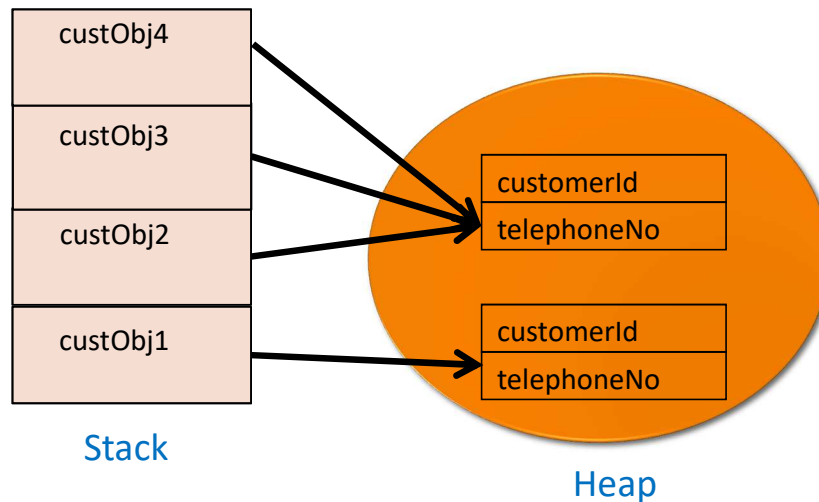 custObj4
custObj3
custObj2
custObj1
Stack
customerId
telephoneNo
customerId
telephoneNo
Heap